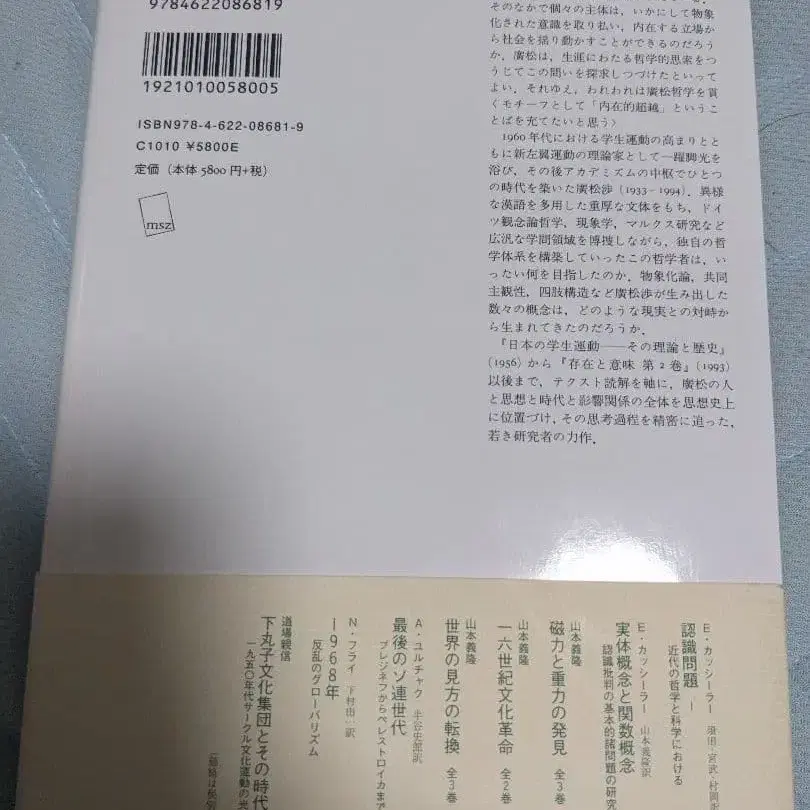 9784622086819
1921010058005
ISBN978-4-622-08681-9
C1010 ¥5800E
定価（本体 5800 円+税）
msz
そのなかで個々の主体は，いかにして物象
化された意識を取り払い，内在する立場か
ら社会を揺り動かすことができるのだろう
か．廣松は，生涯にわたる哲学的思索をつ
うじてこの問いを探求しつづけたといって
よい．それゆえ，われわれは廣松哲学を貫
くモチーフとして「内在的超越」というこ
とばを充てたいと思う〉
1960年代における学生運動の高まりとと
もに新左翼運動の理論家として一躍脚光を
浴び，その後アカデミズムの中枢でひとつ
の時代を築いた廣松渉（1933–1994）．異様
な漢語を多用した重厚な文体をもち，ドイ
ツ観念論哲学，現象学，マルクス研究など
広汎な学問領域を博捜しながら，独自の哲
学体系を構築していったこの哲学者は，い
ったい何を目指したのか．物象化論，共同
主観性，四肢構造など廣松渉が生み出した
数々の概念は，どのような現実との対峙か
ら生まれてきたのだろうか．
『日本の学生運動——その理論と歴史』
（1956）から『存在と意味 第2巻』（1993）
以後まで，テクスト読解を軸に，廣松の人
と思想と時代と影響関係の全体を思想史上
に位置づけ，その思考過程を精密に追った，
若き研究者の力作．
E・カッシーラー 須田・宮武・村岡訳
認識問題 1
近代の哲学と科学における
E・カッシーラー 山本義隆訳
実体概念と関数概念
認識批判の基本的諸問題の研究
山本義隆
磁力と重力の発見 全3巻
山本義隆
一六世紀文化革命 全2巻
山本義隆
世界の見方の転換 全3巻
A・ユルチャク 半谷史郎訳
最後のソ連世代
ブレジネフからペレストロイカまで
N・フライ 下村由一訳
1968年
反乱のグローバリズム
道場親信
下丸子文化集団とその時代
一九五〇年代サークル文化運動の光